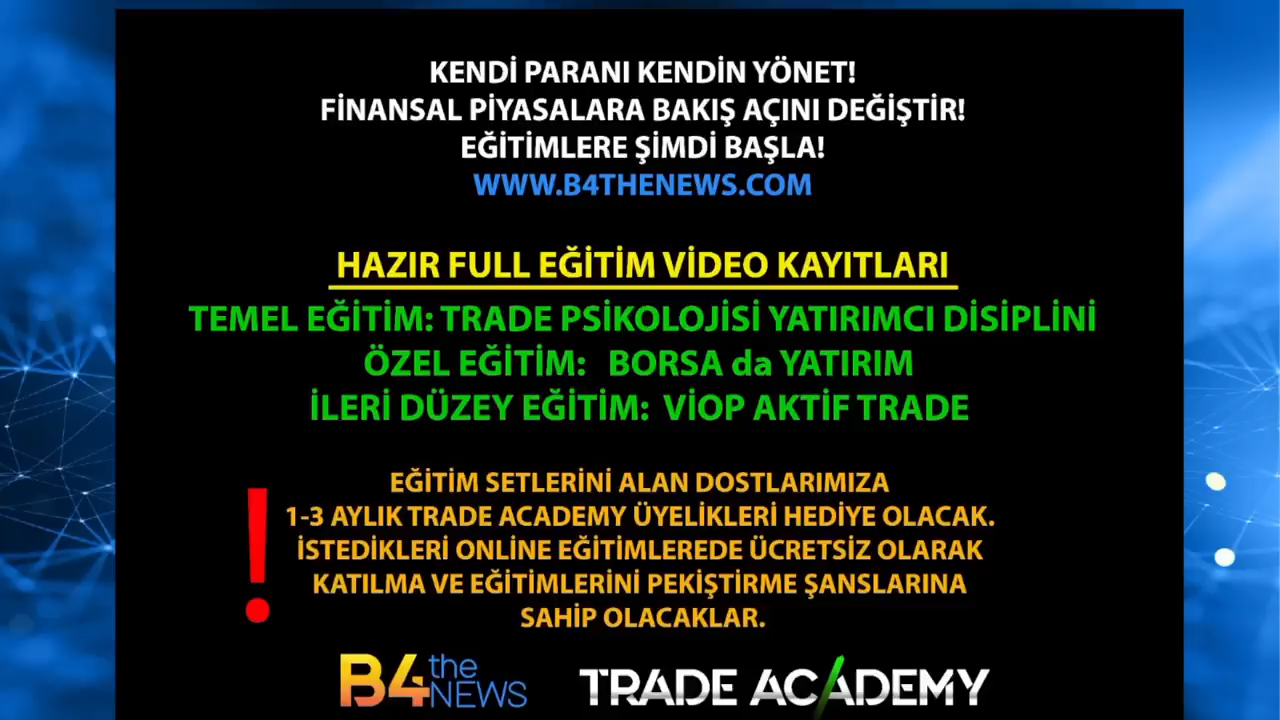 KENDİ PARANI KENDİN YÖNET!
FİNANSAL PİYASALARA BAKIŞ AÇINI DEĞİŞTİR!
EĞİTİMLERE ŞİMDİ BAŞLA!
WWW.B4THENEWS.COM
HAZIR FULL EĞİTİM VİDEO KAYITLARI
TEMEL EĞİTİM: TRADE PSİKOLOJİSİ YATIRIMCI DİSİPLİNİ
ÖZEL EĞİTİM: BORSA da YATIRIM
İLERİ DÜZEY EĞİTİM: VİOP AKTİF TRADE
! EĞİTİM SETLERİNİ ALAN DOSTLARIMIZA
1-3 AYLIK TRADE ACADEMY ÜYELİKLERİ HEDİYE OLACAK.
İSTEDİKLERİ ONLİNE EĞİTİMLEREDE ÜCRETSİZ OLARAK
KATILMA VE EĞİTİMLERİNİ PEKİŞTİRME ŞANSLARINA
SAHİP OLACAKLAR.
B4 the NEWS TRADE ACADEMY